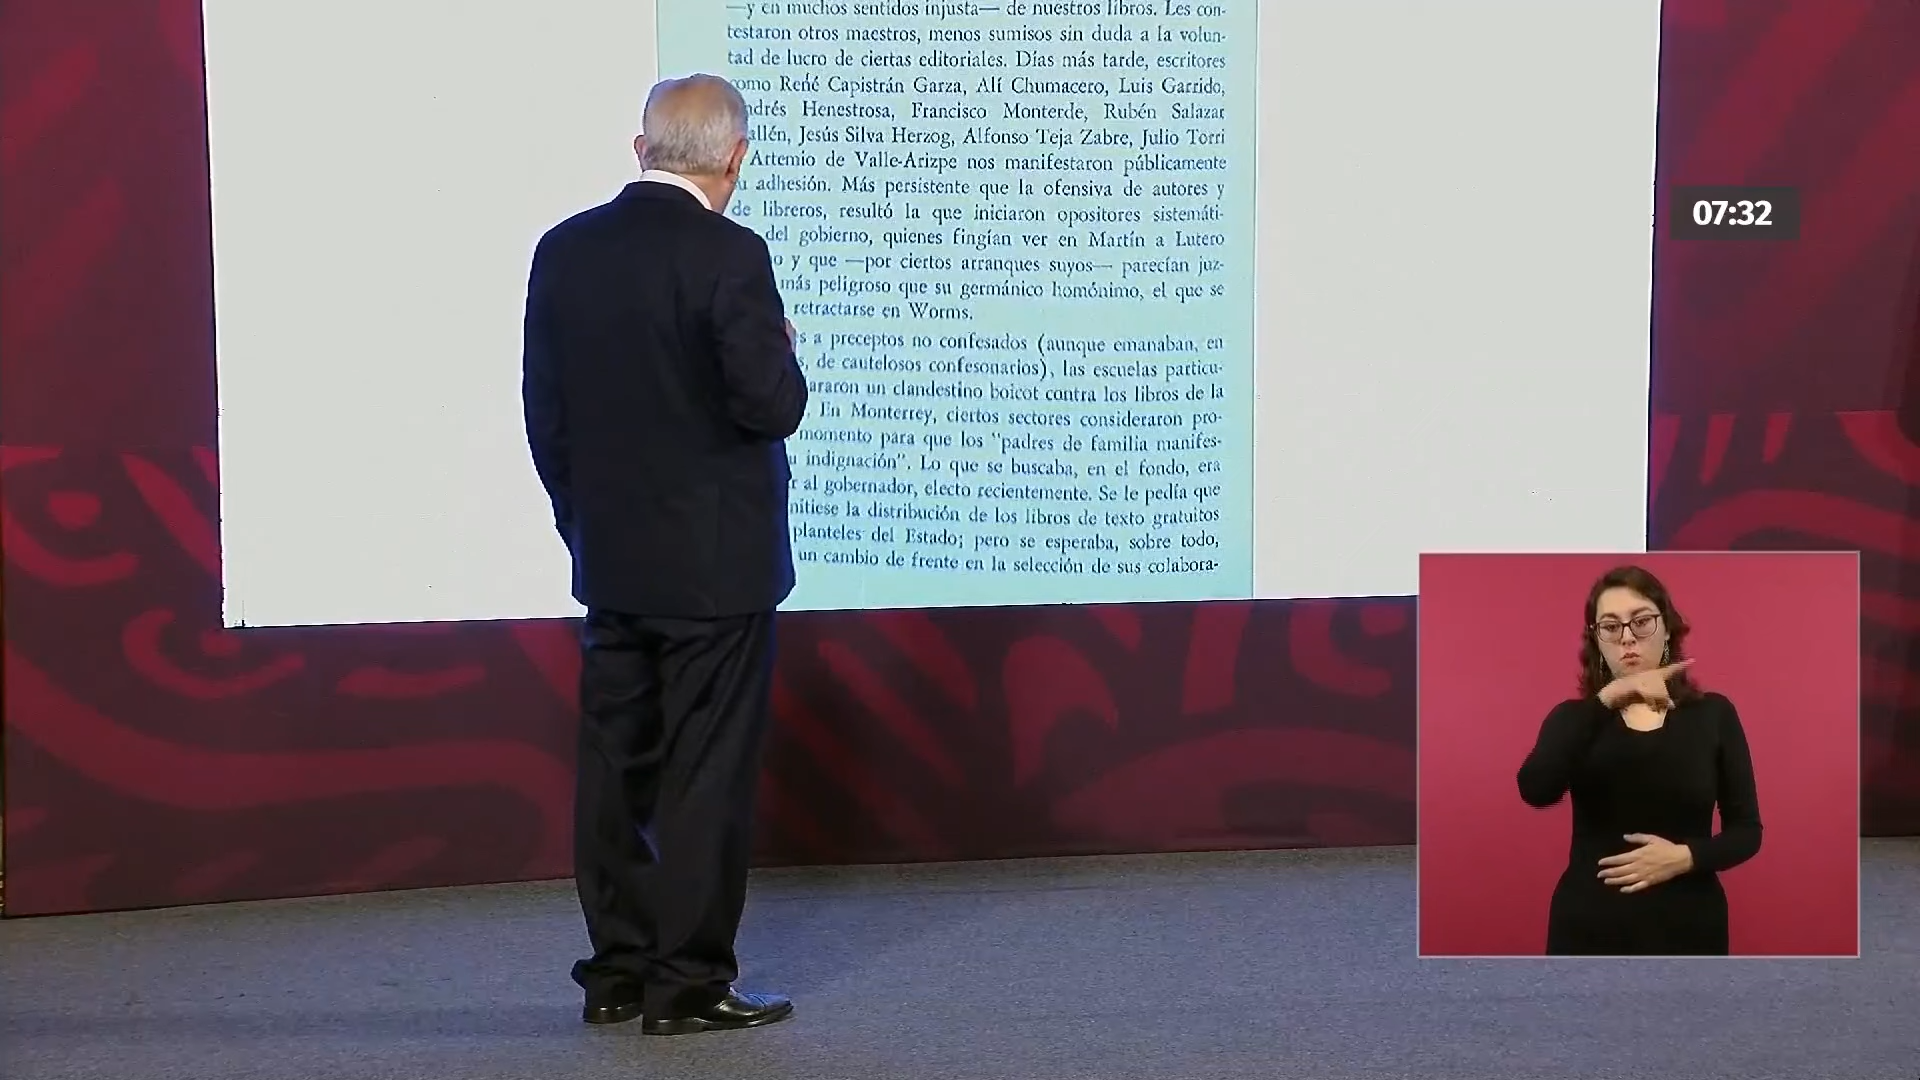 —y en muchos sentidos injusta— de nuestros libros. Les con-
testaron otros maestros, menos sumisos sin duda a la volun-
tad de lucro de ciertas editoriales. Días más tarde, escritores
omo René Capistrán Garza, Alí Chumacero, Luis Garrido,
ndrés Henestrosa, Francisco Monterde, Rubén Salazar
allén, Jesús Silva Herzog, Alfonso Teja Zabre, Julio Torri
Artemio de Valle-Arizpe nos manifestaron públicamente
u adhesión. Más persistente que la ofensiva de autores y
de libreros, resultó la que iniciaron opositores sistemáti-
del gobierno, quienes fingían ver en Martín a Lutero
o y que —por ciertos arranques suyos— parecían juz-
más peligroso que su germánico homónimo, el que se
retractarse en Worms.
s a preceptos no confesados (aunque emanaban, en
s, de cautelosos confesonarios), las escuelas particu-
araron un clandestino boicot contra los libros de la
. En Monterrey, ciertos sectores consideraron pro-
momento para que los "padres de familia manifes-
u indignación". Lo que se buscaba, en el fondo, era
r al gobernador, electo recientemente. Se le pedía que
mitiese la distribución de los libros de texto gratuitos
planteles del Estado; pero se esperaba, sobre todo,
un cambio de frente en la selección de sus colabora-
07:32